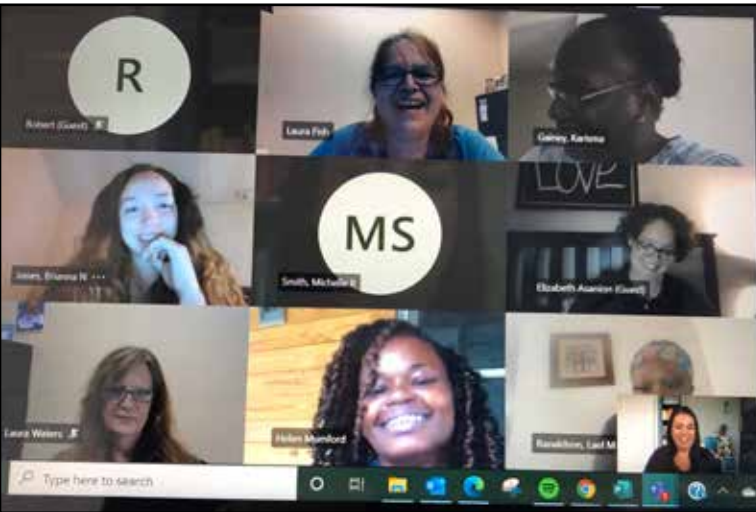 R
Robert (Guest)
Laura Fish
Gainey, Karisma
Jones, Brianna N ...
MS
Smith, Michelle R
LOVE
Elizabeth Asanion (Guest)
Laura Waters
Helen Mumford
Type here to search